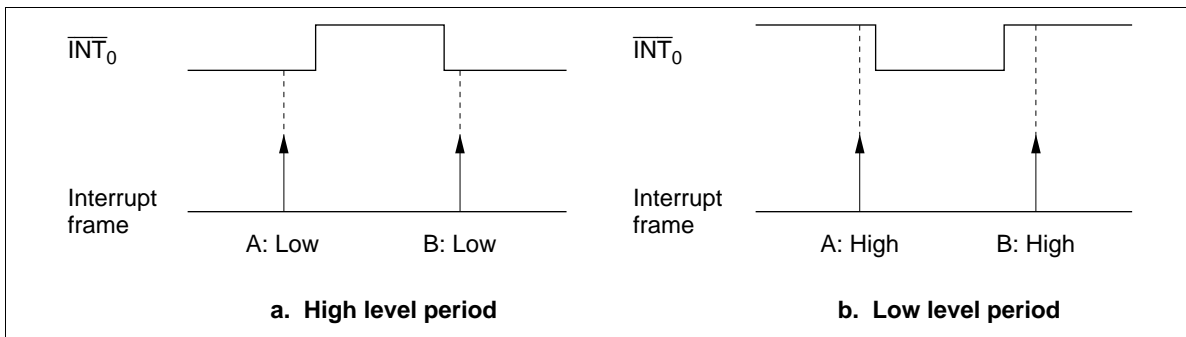 INT0
Interrupt
frame
A: Low
B: Low
a. High level period
INT0
Interrupt
frame
A: High
B: High
b. Low level period